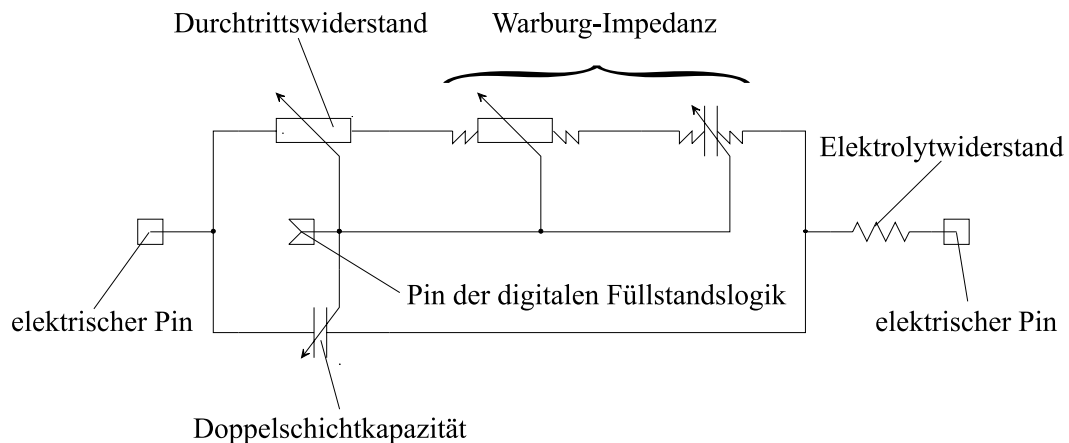 Durchtrittswiderstand
Warburg-Impedanz
Elektrolytwiderstand
Pin der digitalen Füllstandslogik
elektrischer Pin
elektrischer Pin
Doppelschichtkapazität